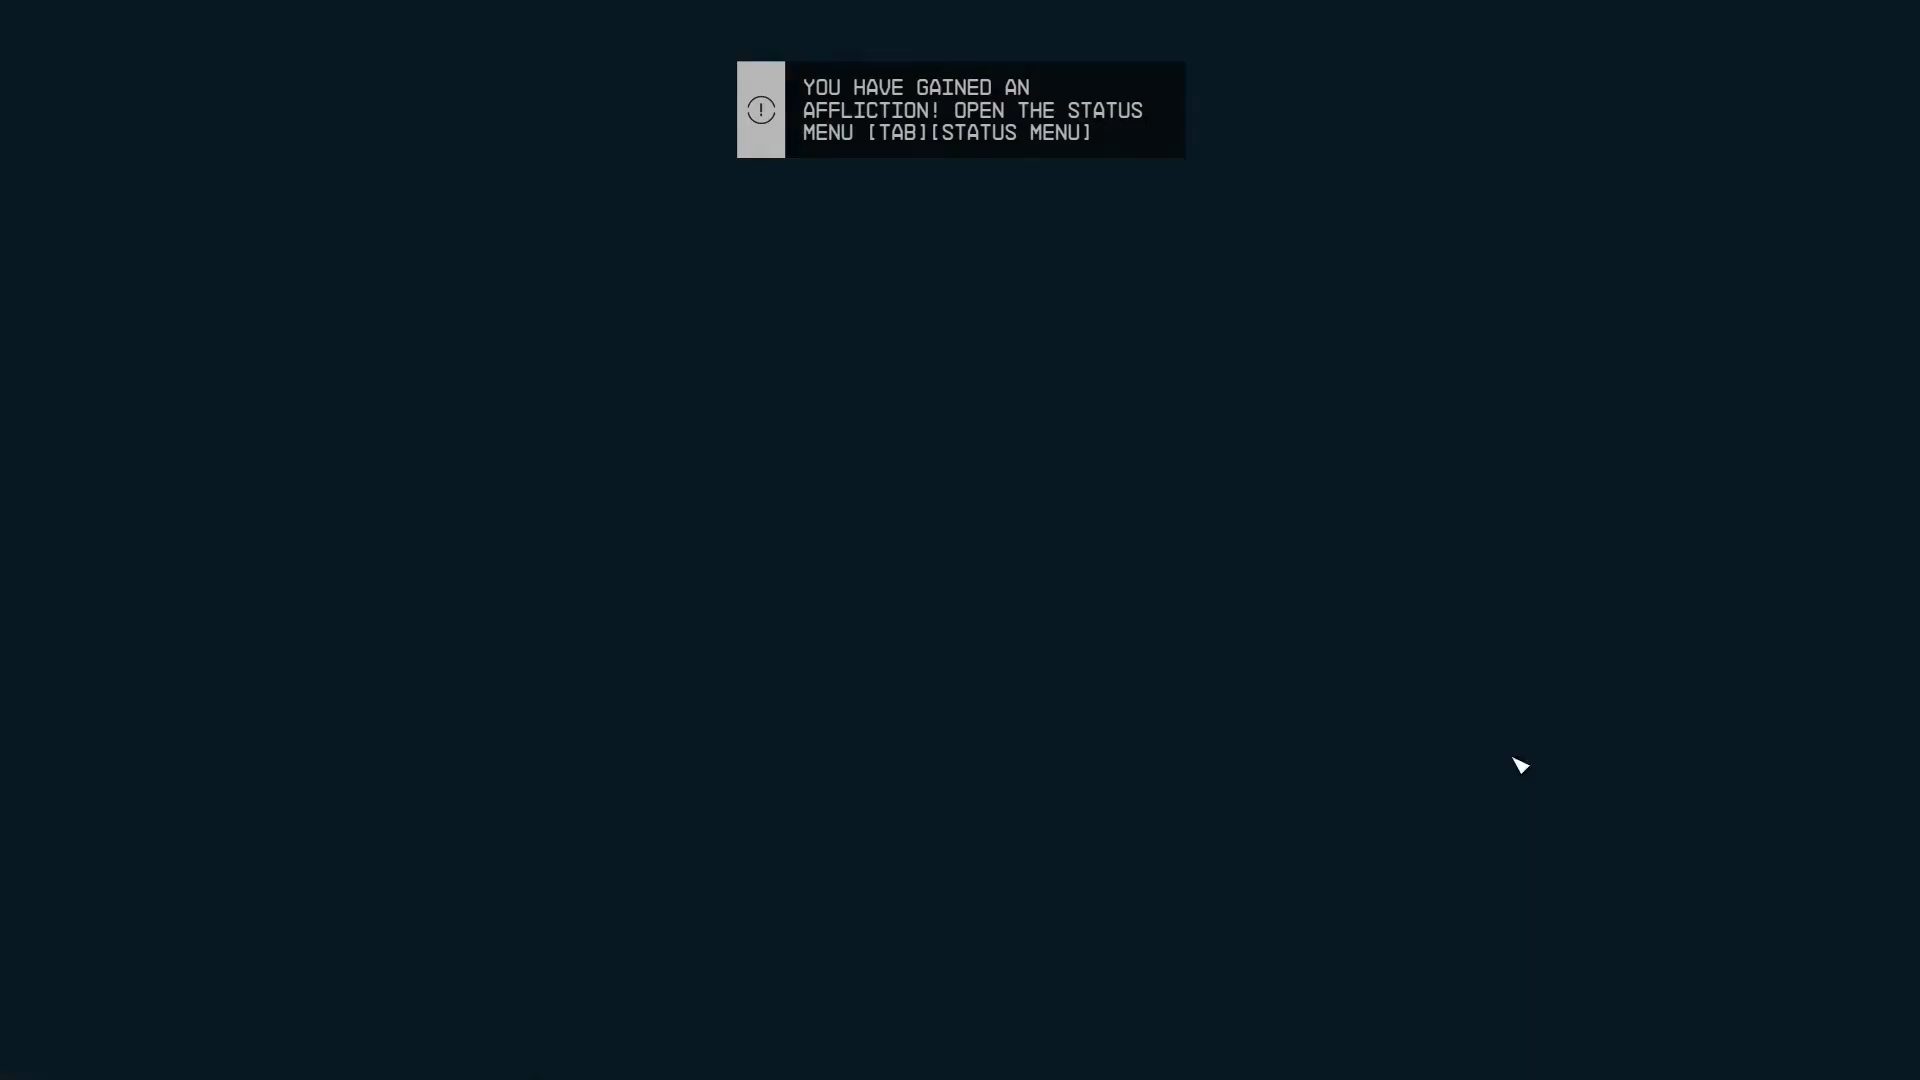 YOU HAVE GAINED AN
AFFLICTION! OPEN THE STATUS
MENU [TAB][STATUS MENU]